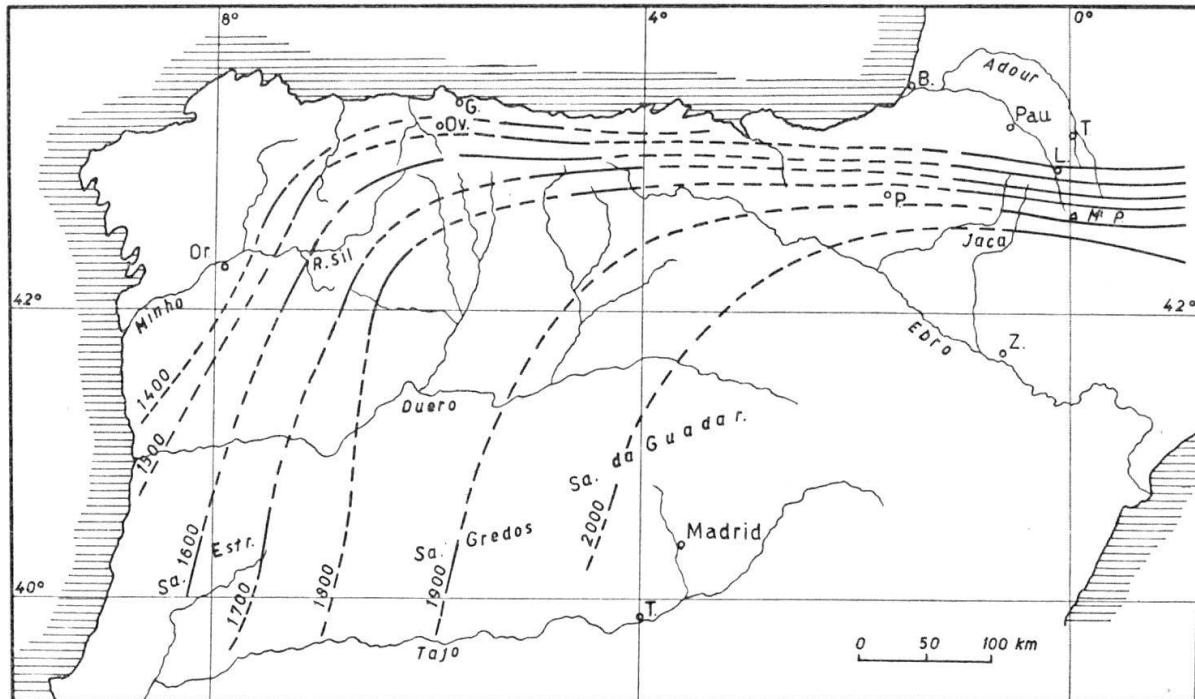 8°
4°
0°
Adour
B.
G.
Pau
Ov.
T.
L.
P.
Mt P.
Jaca
Or.
R.Sil
42°
42°
Minho
Ebro
Z.
1400
Duero
1500
Sa. da Guadar.
Sa. Gredos
2000
Madrid
Sa. Estr.
1600
40°
1700
1800
1900
T.
Tajo
0 50 100 km